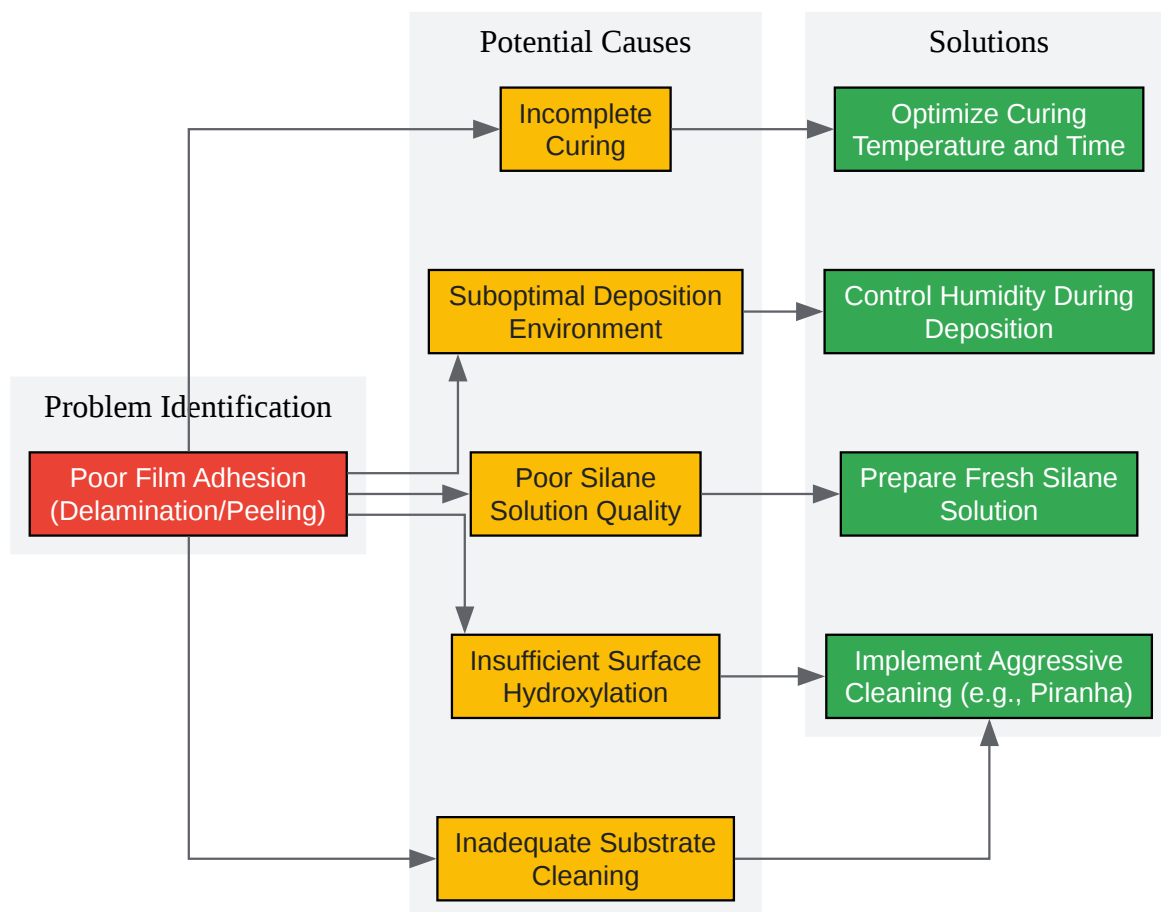 Potential Causes
Solutions
Incomplete
Curing
Optimize Curing
Temperature and Time
Suboptimal Deposition
Environment
Control Humidity During
Deposition
Problem Identification
Poor Film Adhesion
(Delamination/Peeling)
Poor Silane
Solution Quality
Prepare Fresh Silane
Solution
Insufficient Surface
Hydroxylation
Implement Aggressive
Cleaning (e.g., Piranha)
Inadequate Substrate
Cleaning